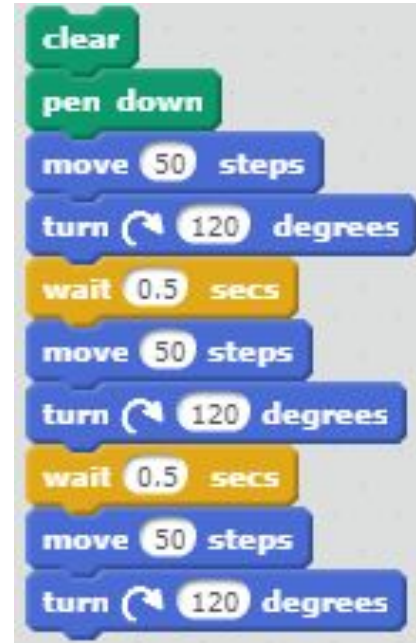 clear
pen down
move 50 steps
turn 120 degrees
wait 0.5 secs
move 50 steps
turn 120 degrees
wait 0.5 secs
move 50 steps
turn 120 degrees